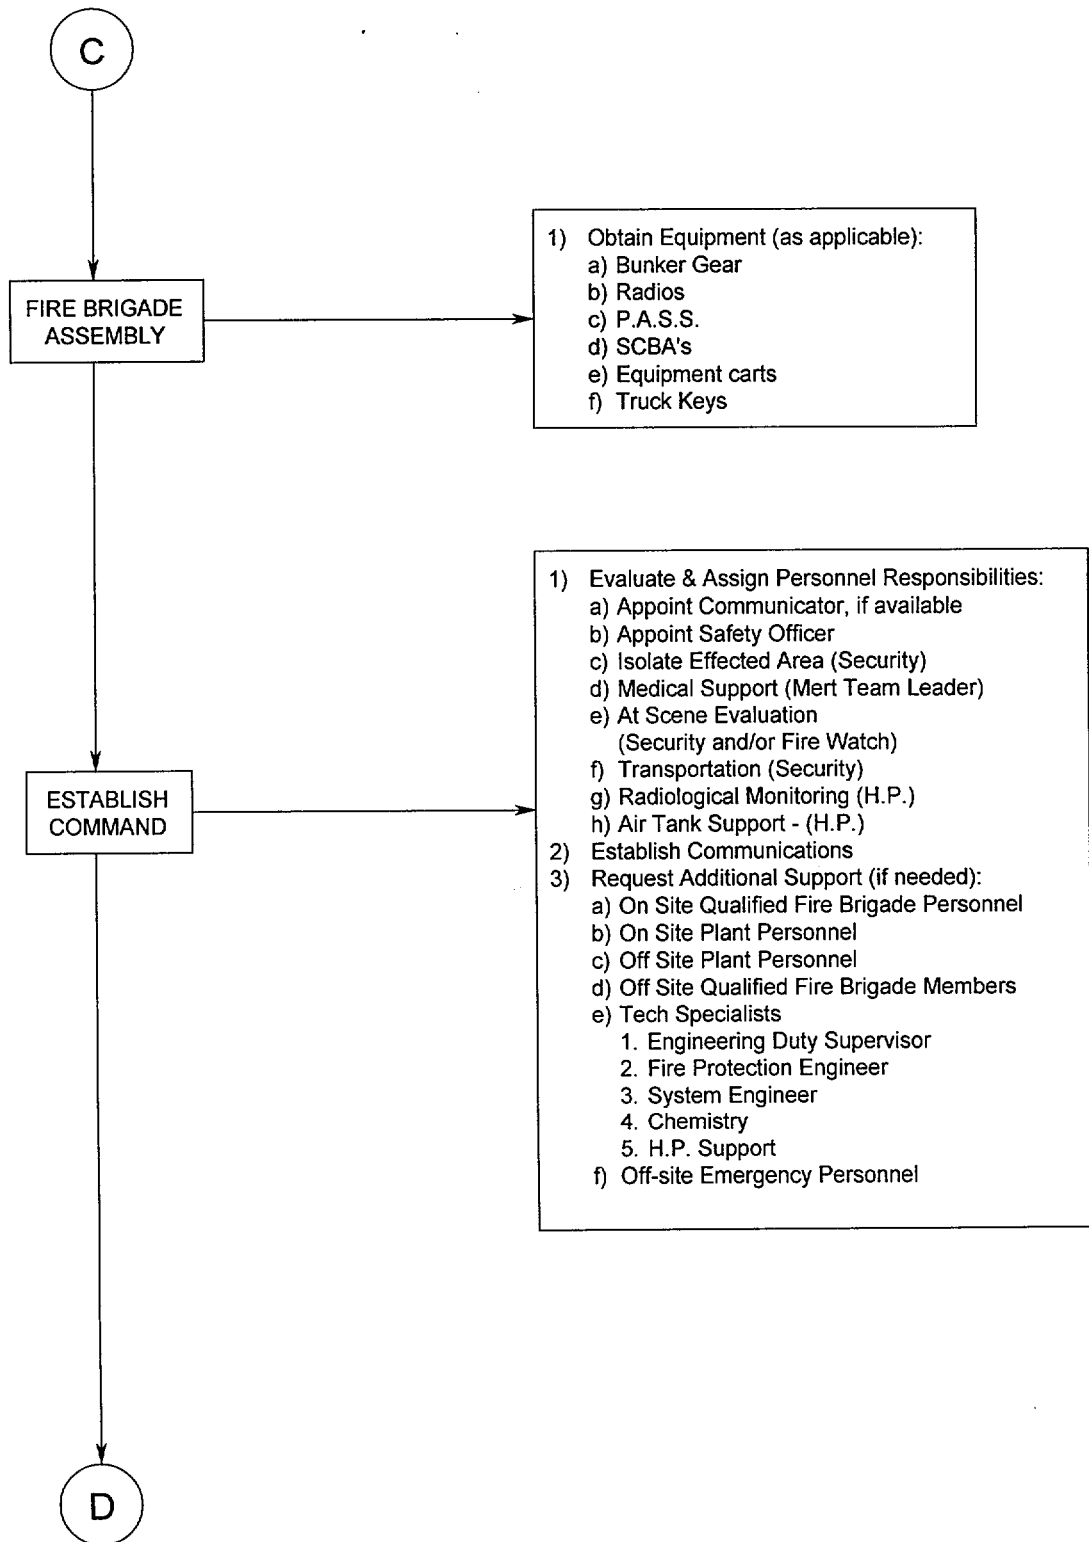 C
FIRE BRIGADE
ASSEMBLY
1) Obtain Equipment (as applicable):
a) Bunker Gear
b) Radios
c) P.A.S.S.
d) SCBA's
e) Equipment carts
f) Truck Keys
ESTABLISH
COMMAND
1) Evaluate & Assign Personnel Responsibilities:
a) Appoint Communicator, if available
b) Appoint Safety Officer
c) Isolate Effected Area (Security)
d) Medical Support (Mert Team Leader)
e) At Scene Evaluation
(Security and/or Fire Watch)
f) Transportation (Security)
g) Radiological Monitoring (H.P.)
h) Air Tank Support - (H.P.)
2) Establish Communications
3) Request Additional Support (if needed):
a) On Site Qualified Fire Brigade Personnel
b) On Site Plant Personnel
c) Off Site Plant Personnel
d) Off Site Qualified Fire Brigade Members
e) Tech Specialists
1. Engineering Duty Supervisor
2. Fire Protection Engineer
3. System Engineer
4. Chemistry
5. H.P. Support
f) Off-site Emergency Personnel
D